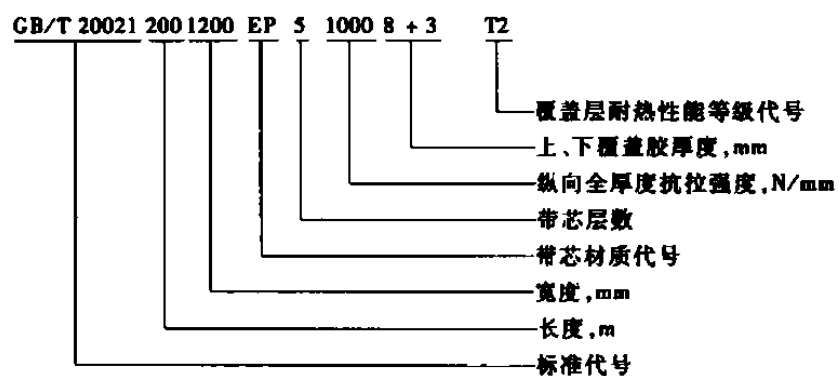 GB/T 20021 200 1200 EP 5 1000 8 + 3 T2
覆盖层耐热性能等级代号
上、下覆盖胶厚度,mm
纵向全厚度抗拉强度,N/mm
带芯层数
带芯材质代号
宽度,mm
长度,m
标准代号